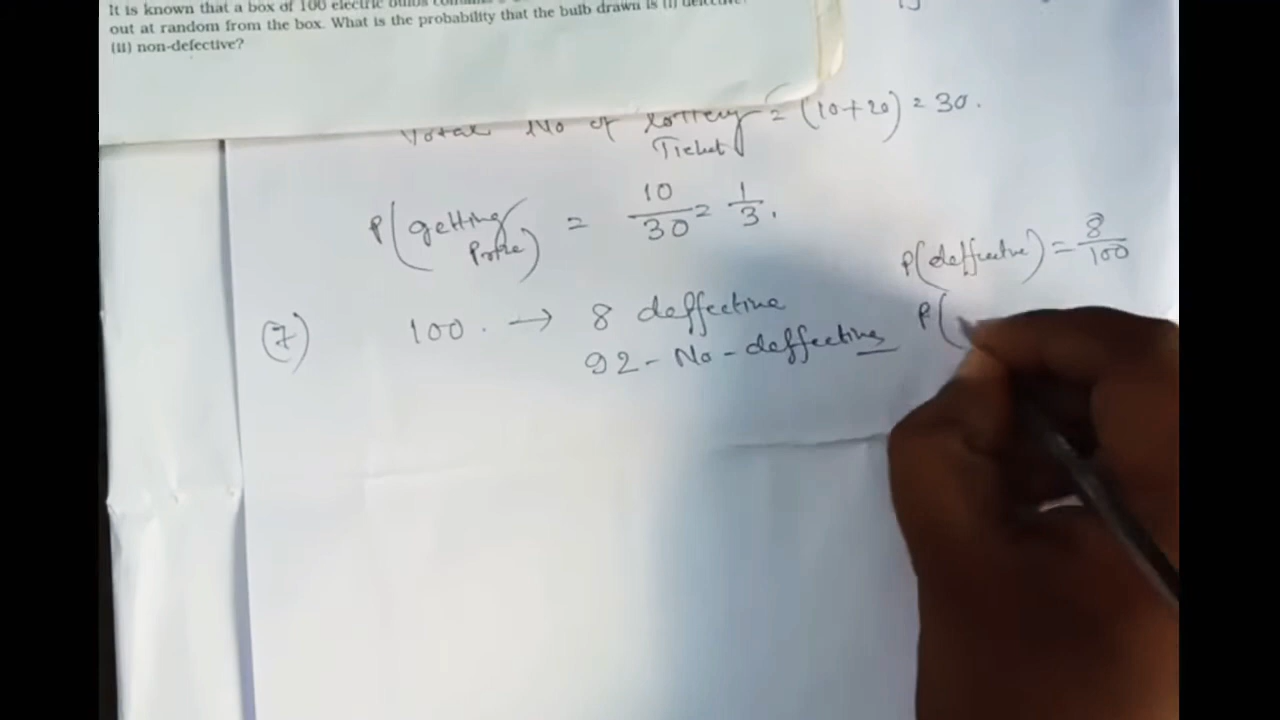 It is known that a box of 100 electric bulbs
out at random from the box. What is the probability that the bulb drawn is (i) defective?
(ii) non-defective?
Total No of lottery = (10+20) = 30.
Ticket
P(getting = 10/30 = 1/3.
P(deffective) = 8/100
(7) 100. → 8 deffective
P(
92 - No - deffective